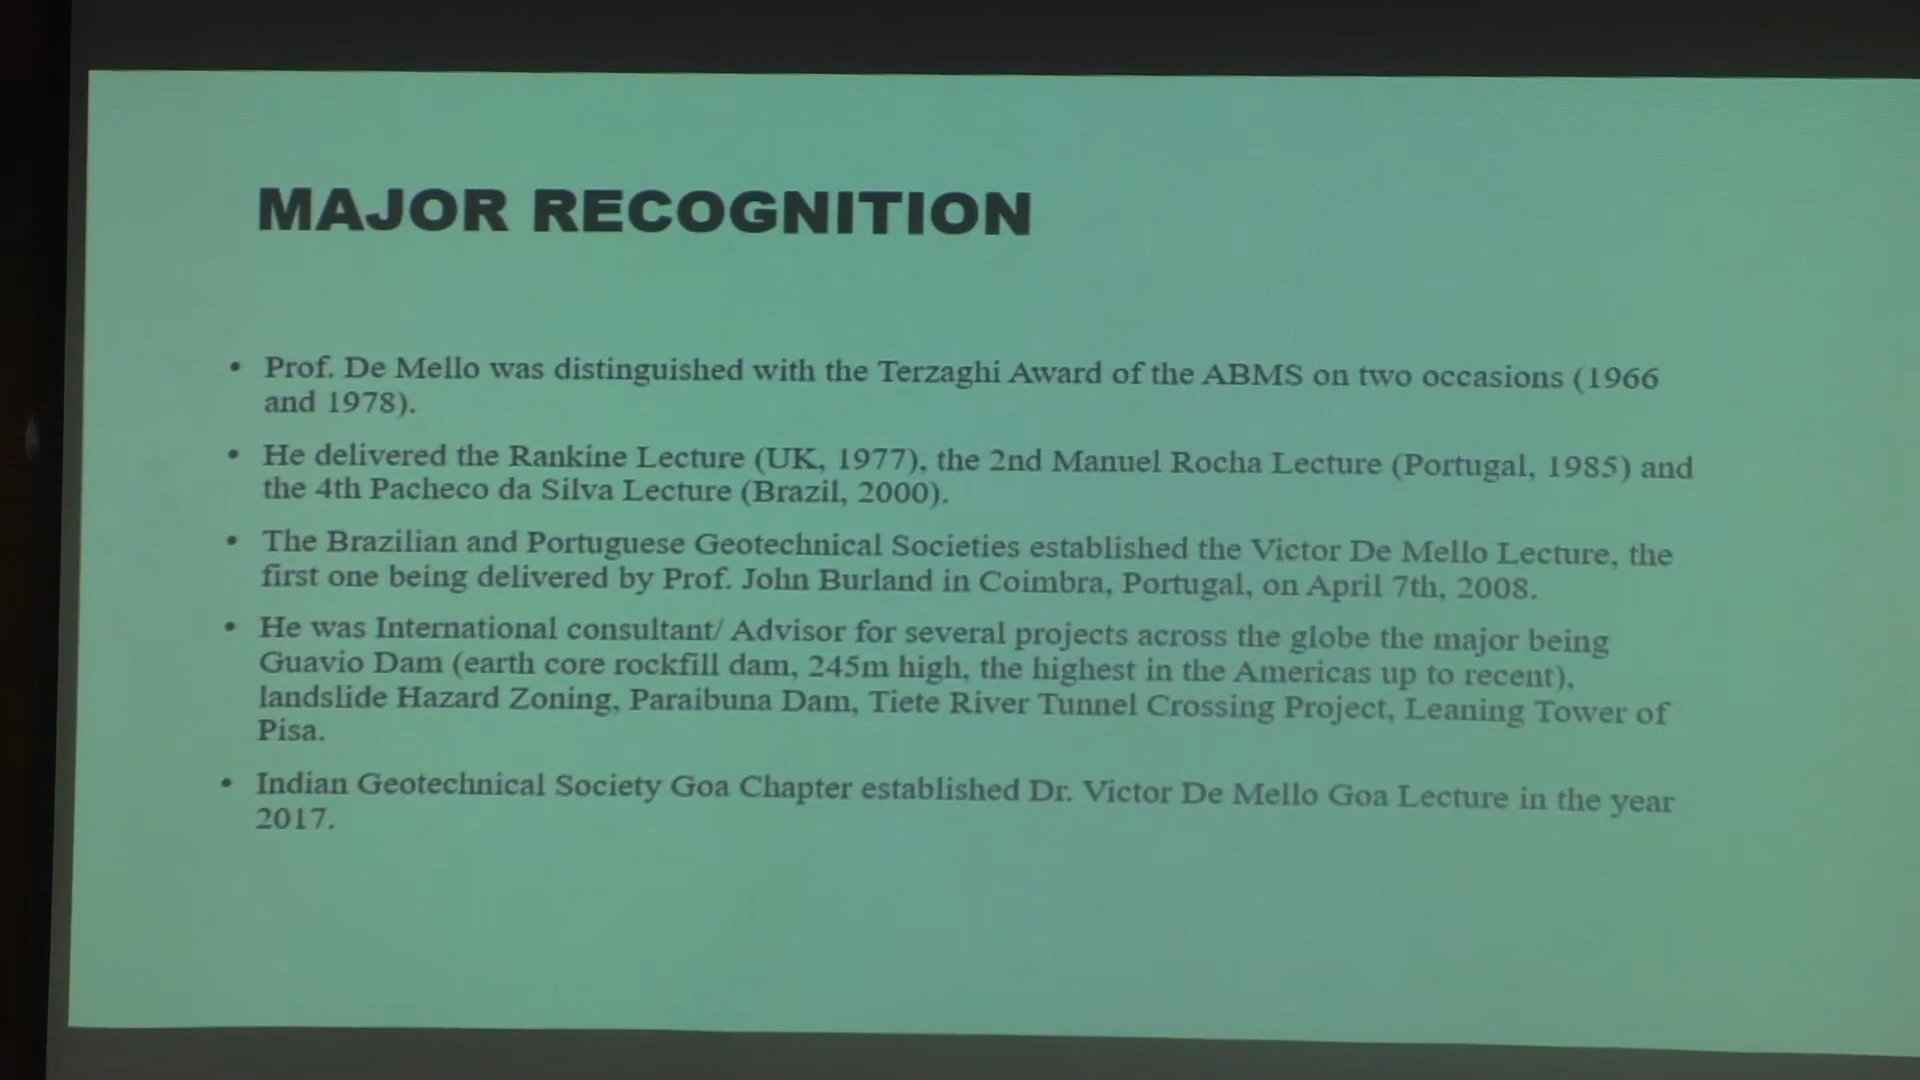 MAJOR RECOGNITION
• Prof. De Mello was distinguished with the Terzaghi Award of the ABMS on two occasions (1966
and 1978).
• He delivered the Rankine Lecture (UK, 1977), the 2nd Manuel Rocha Lecture (Portugal, 1985) and
the 4th Pacheco da Silva Lecture (Brazil, 2000).
• The Brazilian and Portuguese Geotechnical Societies established the Victor De Mello Lecture, the
first one being delivered by Prof. John Burland in Coimbra, Portugal, on April 7th, 2008.
• He was International consultant/ Advisor for several projects across the globe the major being
Guavio Dam (earth core rockfill dam, 245m high, the highest in the Americas up to recent),
landslide Hazard Zoning, Paraibuna Dam, Tiete River Tunnel Crossing Project, Leaning Tower of
Pisa.
• Indian Geotechnical Society Goa Chapter established Dr. Victor De Mello Goa Lecture in the year
2017.